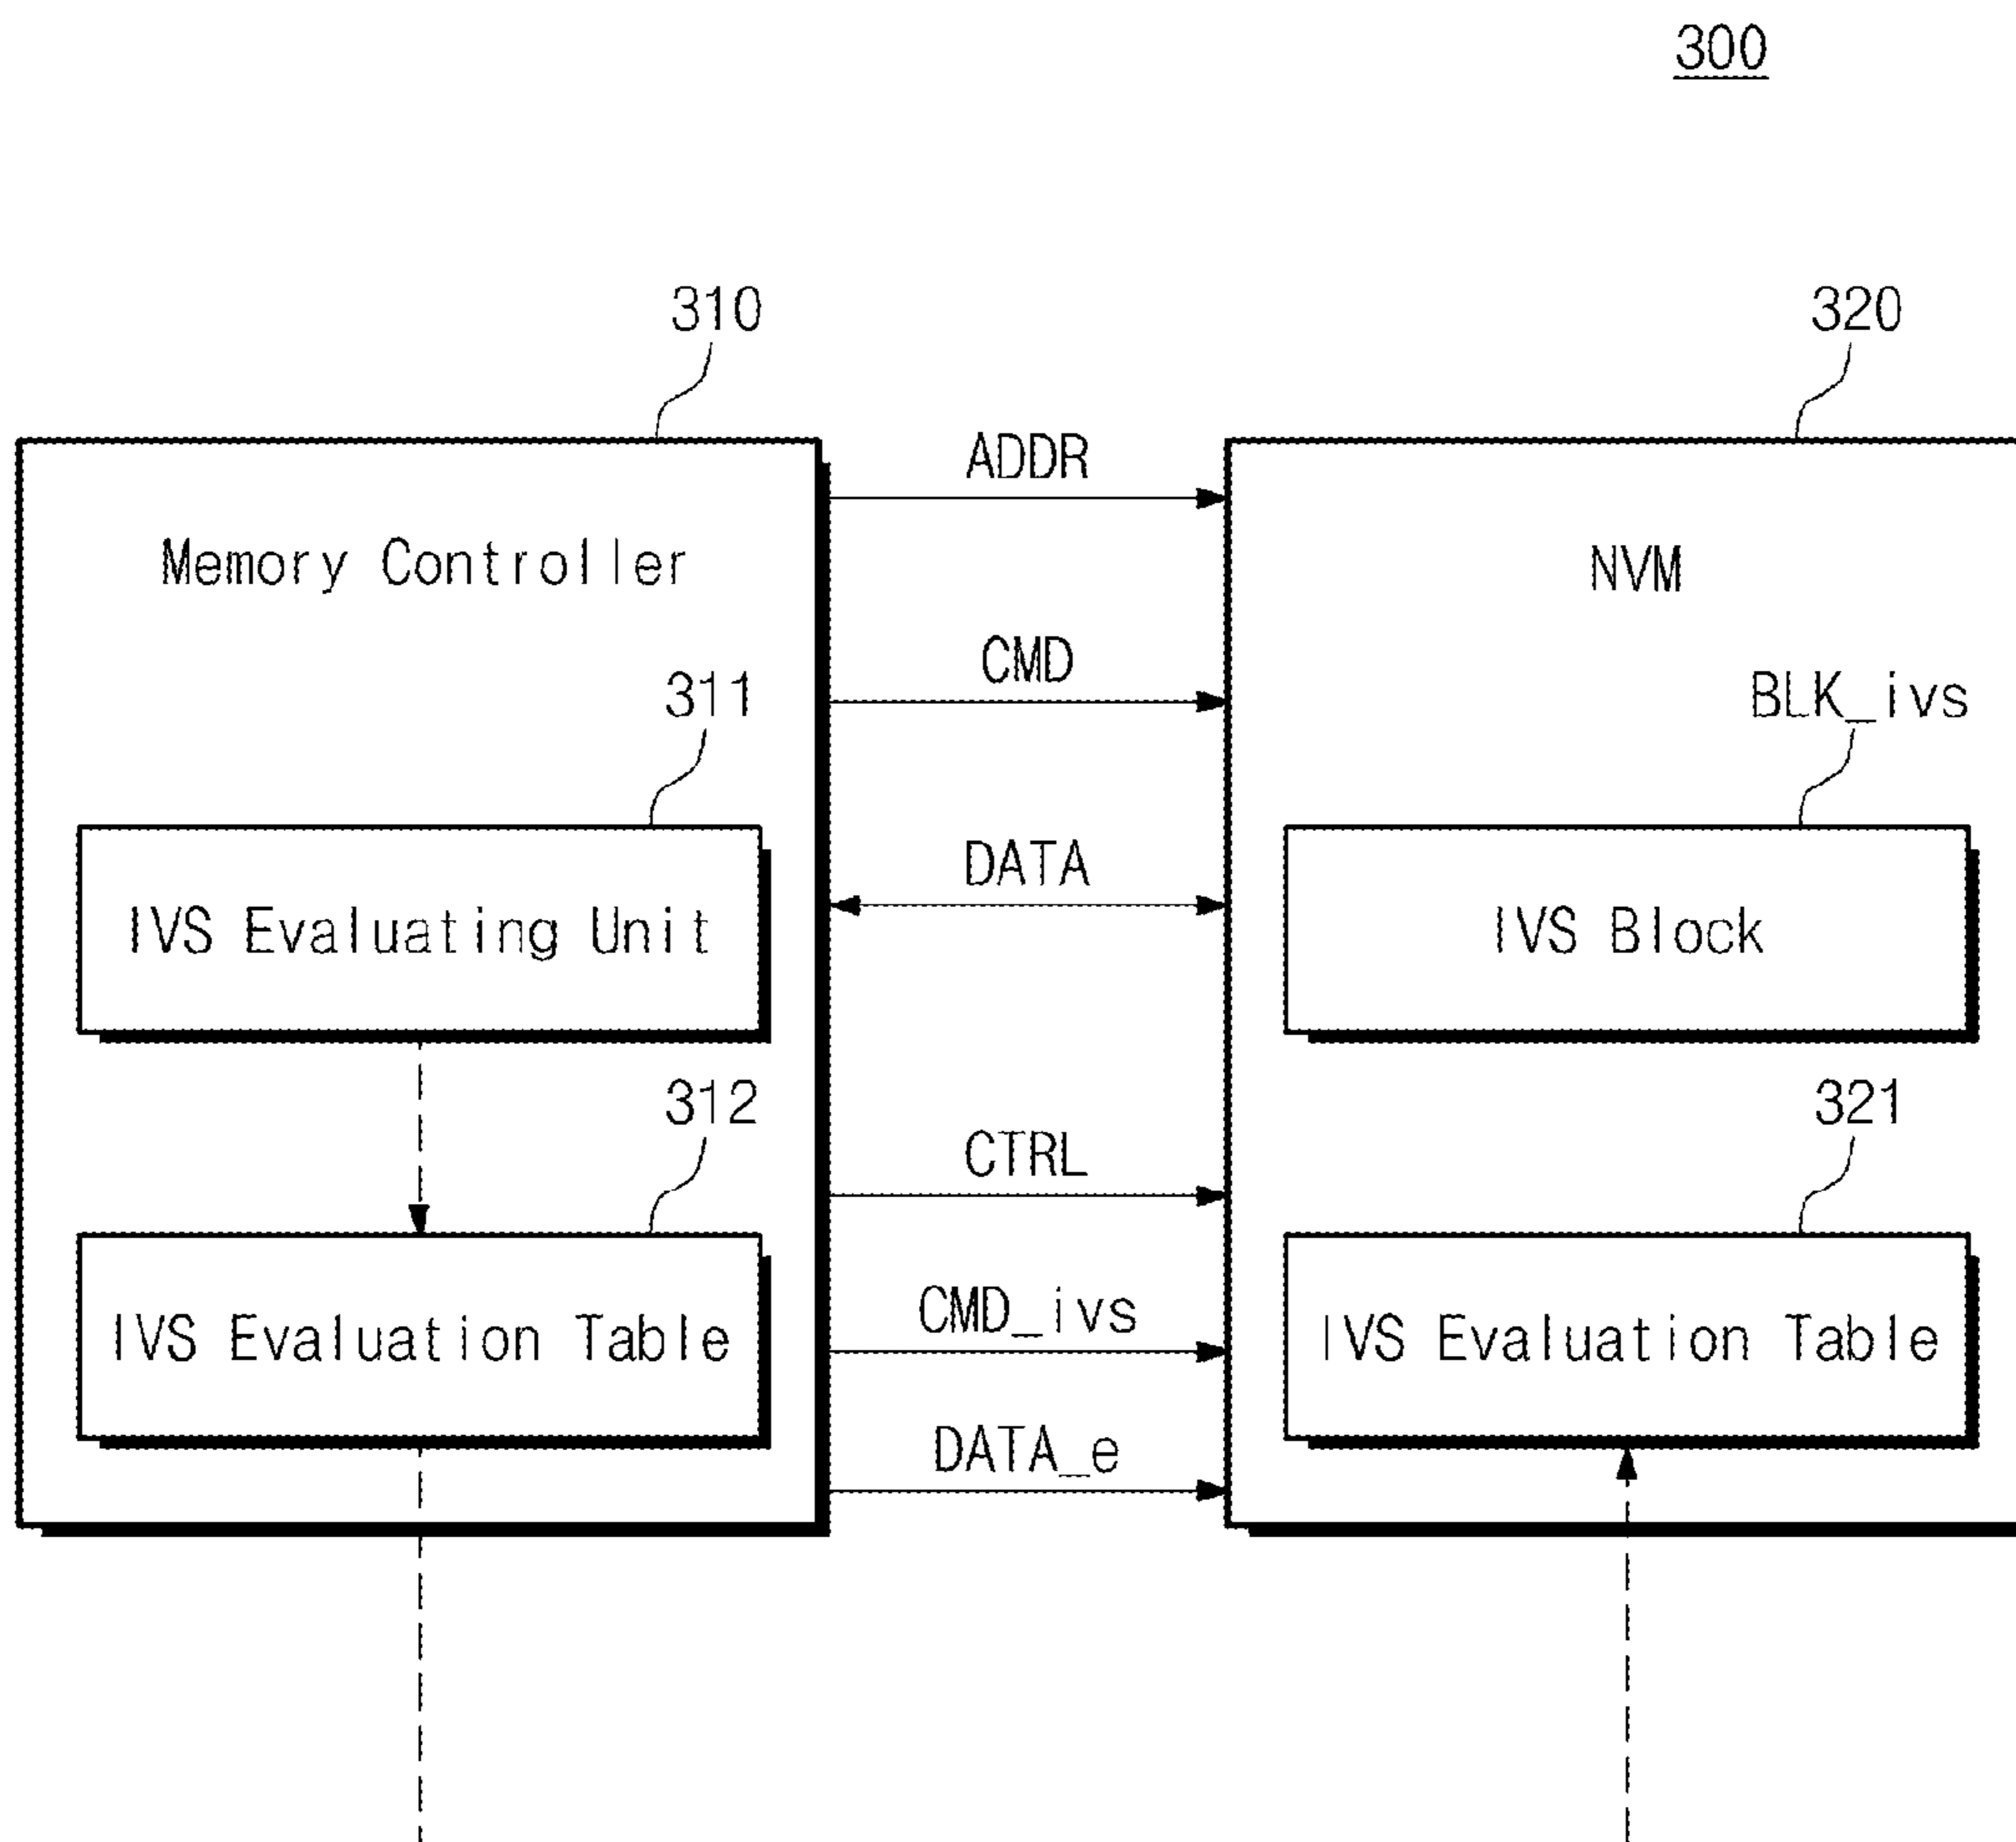 300
310
320
ADDR
Memory Controller
NVM
CMD
311
BLK_ivs
DATA
IVS Evaluating Unit
IVS Block
312
321
CTRL
CMD_ivs
IVS Evaluation Table
IVS Evaluation Table
DATA_e